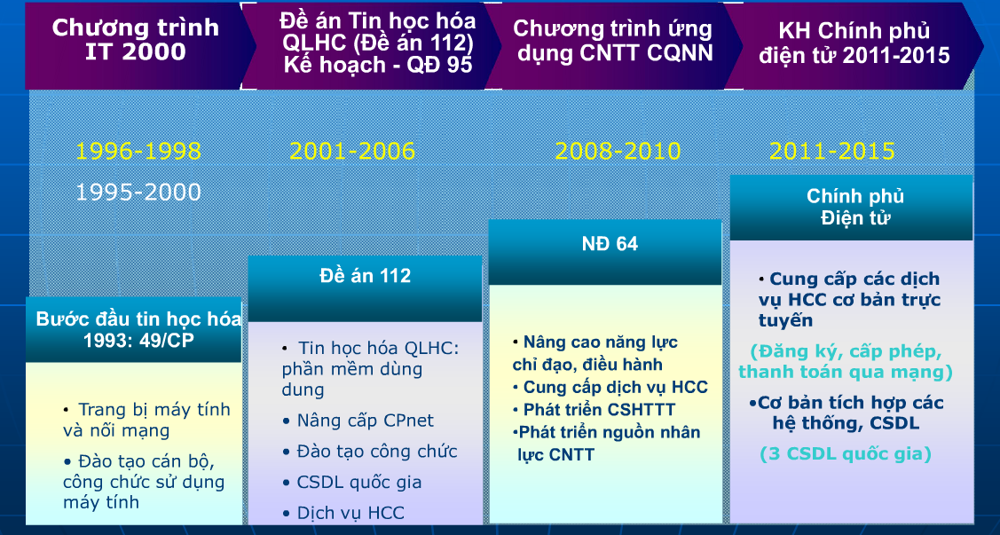 Chương trình
IT 2000
Đề án Tin học hóa
QLHC (Đề án 112)
Kế hoạch - QĐ 95
Chương trình ứng
dụng CNTT CQNN
KH Chính phủ
điện tử 2011-2015
1996-1998
1995-2000
2001-2006
2008-2010
2011-2015
Bước đầu tin học hóa
1993: 49/CP
• Trang bị máy tính
và nối mạng
• Đào tạo cán bộ,
công chức sử dụng
máy tính
Đề án 112
• Tin học hóa QLHC:
phần mềm dùng
dung
• Nâng cấp CPnet
• Đào tạo công chức
• CSDL quốc gia
• Dịch vụ HCC
NĐ 64
• Nâng cao năng lực
chỉ đạo, điều hành
• Cung cấp dịch vụ HCC
• Phát triển CSHTTT
•Phát triển nguồn nhân
lực CNTT
Chính phủ
Điện tử
• Cung cấp các dịch
vụ HCC cơ bản trực
tuyến
(Đăng ký, cấp phép,
thanh toán qua mạng)
•Cơ bản tích hợp các
hệ thống, CSDL
(3 CSDL quốc gia)